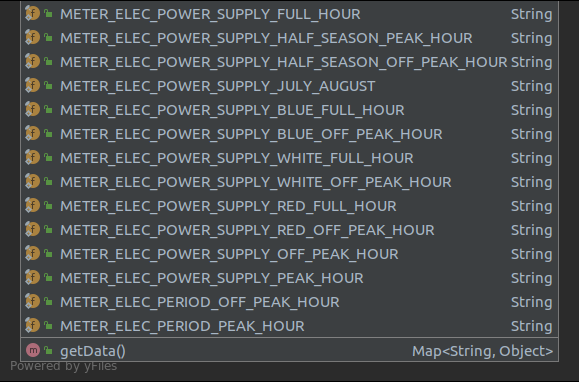 METER_ELEC_POWER_SUPPLY_FULL_HOUR String
METER_ELEC_POWER_SUPPLY_HALF_SEASON_PEAK_HOUR String
METER_ELEC_POWER_SUPPLY_HALF_SEASON_OFF_PEAK_HOUR String
METER_ELEC_POWER_SUPPLY_JULY_AUGUST String
METER_ELEC_POWER_SUPPLY_BLUE_FULL_HOUR String
METER_ELEC_POWER_SUPPLY_BLUE_OFF_PEAK_HOUR String
METER_ELEC_POWER_SUPPLY_WHITE_FULL_HOUR String
METER_ELEC_POWER_SUPPLY_WHITE_OFF_PEAK_HOUR String
METER_ELEC_POWER_SUPPLY_RED_FULL_HOUR String
METER_ELEC_POWER_SUPPLY_RED_OFF_PEAK_HOUR String
METER_ELEC_POWER_SUPPLY_OFF_PEAK_HOUR String
METER_ELEC_POWER_SUPPLY_PEAK_HOUR String
METER_ELEC_PERIOD_OFF_PEAK_HOUR String
METER_ELEC_PERIOD_PEAK_HOUR String
getData() Map<String, Object>
Powered by yFiles